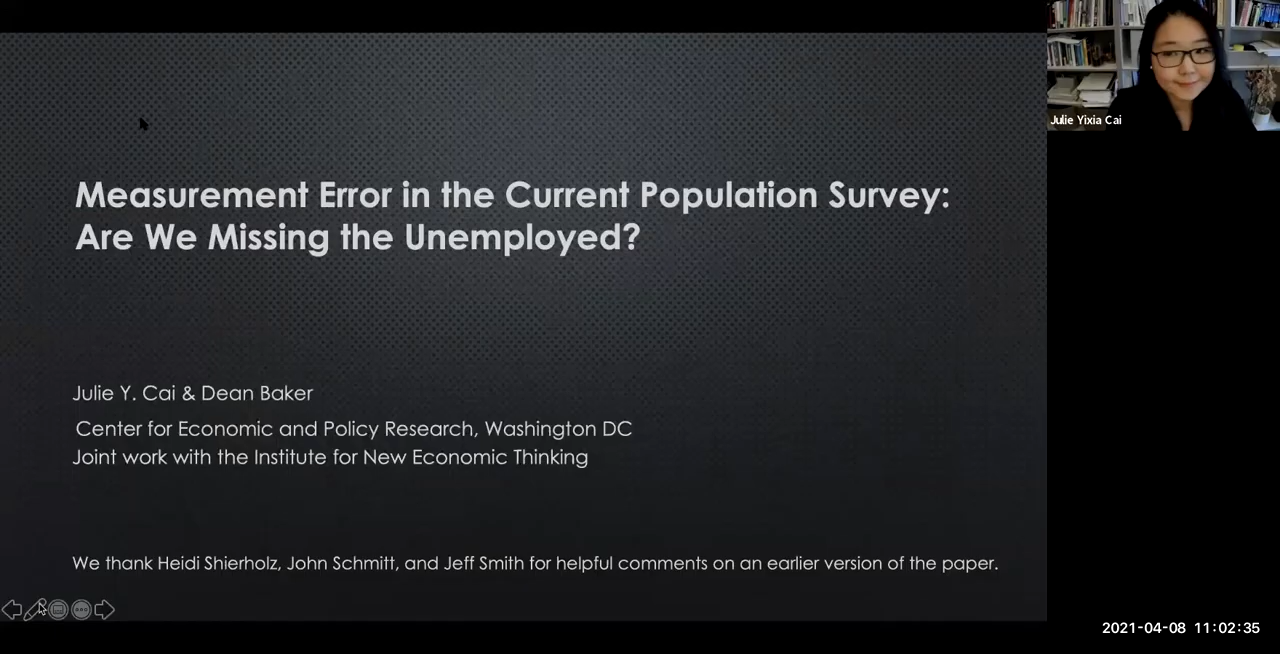 Measurement Error in the Current Population Survey:
Are We Missing the Unemployed?
Julie Y. Cai & Dean Baker
Center for Economic and Policy Research, Washington DC
Joint work with the Institute for New Economic Thinking
We thank Heidi Shierholz, John Schmitt, and Jeff Smith for helpful comments on an earlier version of the paper.
Julie Yixia Cai
2021-04-08 11:02:35